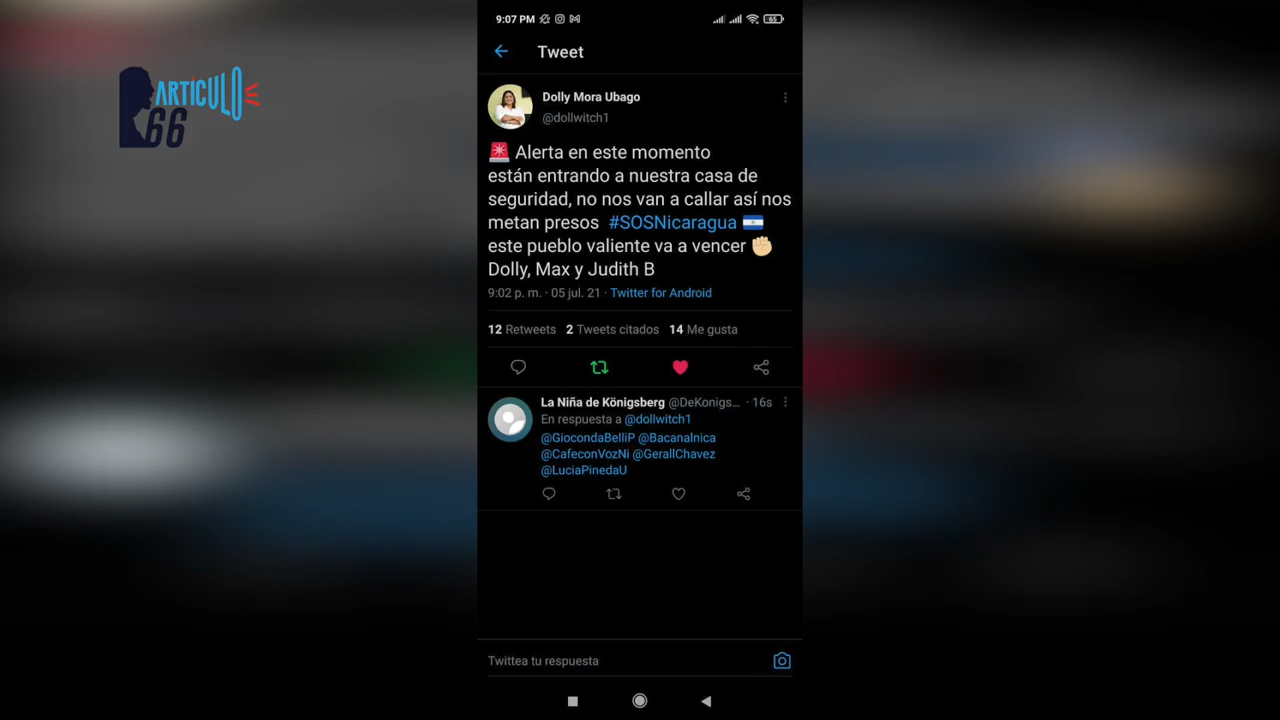 ARTÍCULO
66
9:07 PM
65
Tweet
Dolly Mora Ubago
@dollwitch1
🚨 Alerta en este momento
están entrando a nuestra casa de
seguridad, no nos van a callar así nos
metan presos #SOSNicaragua 🇳🇮
este pueblo valiente va a vencer ✊🏼
Dolly, Max y Judith B
9:02 p. m. · 05 jul. 21 · Twitter for Android
12 Retweets 2 Tweets citados 14 Me gusta
La Niña de Königsberg @DeKonigs... · 16s
En respuesta a @dollwitch1
@GiocondaBelliP @Bacanalnica
@CafeconVozNi @GerallChavez
@LuciaPinedaU
Twittea tu respuesta